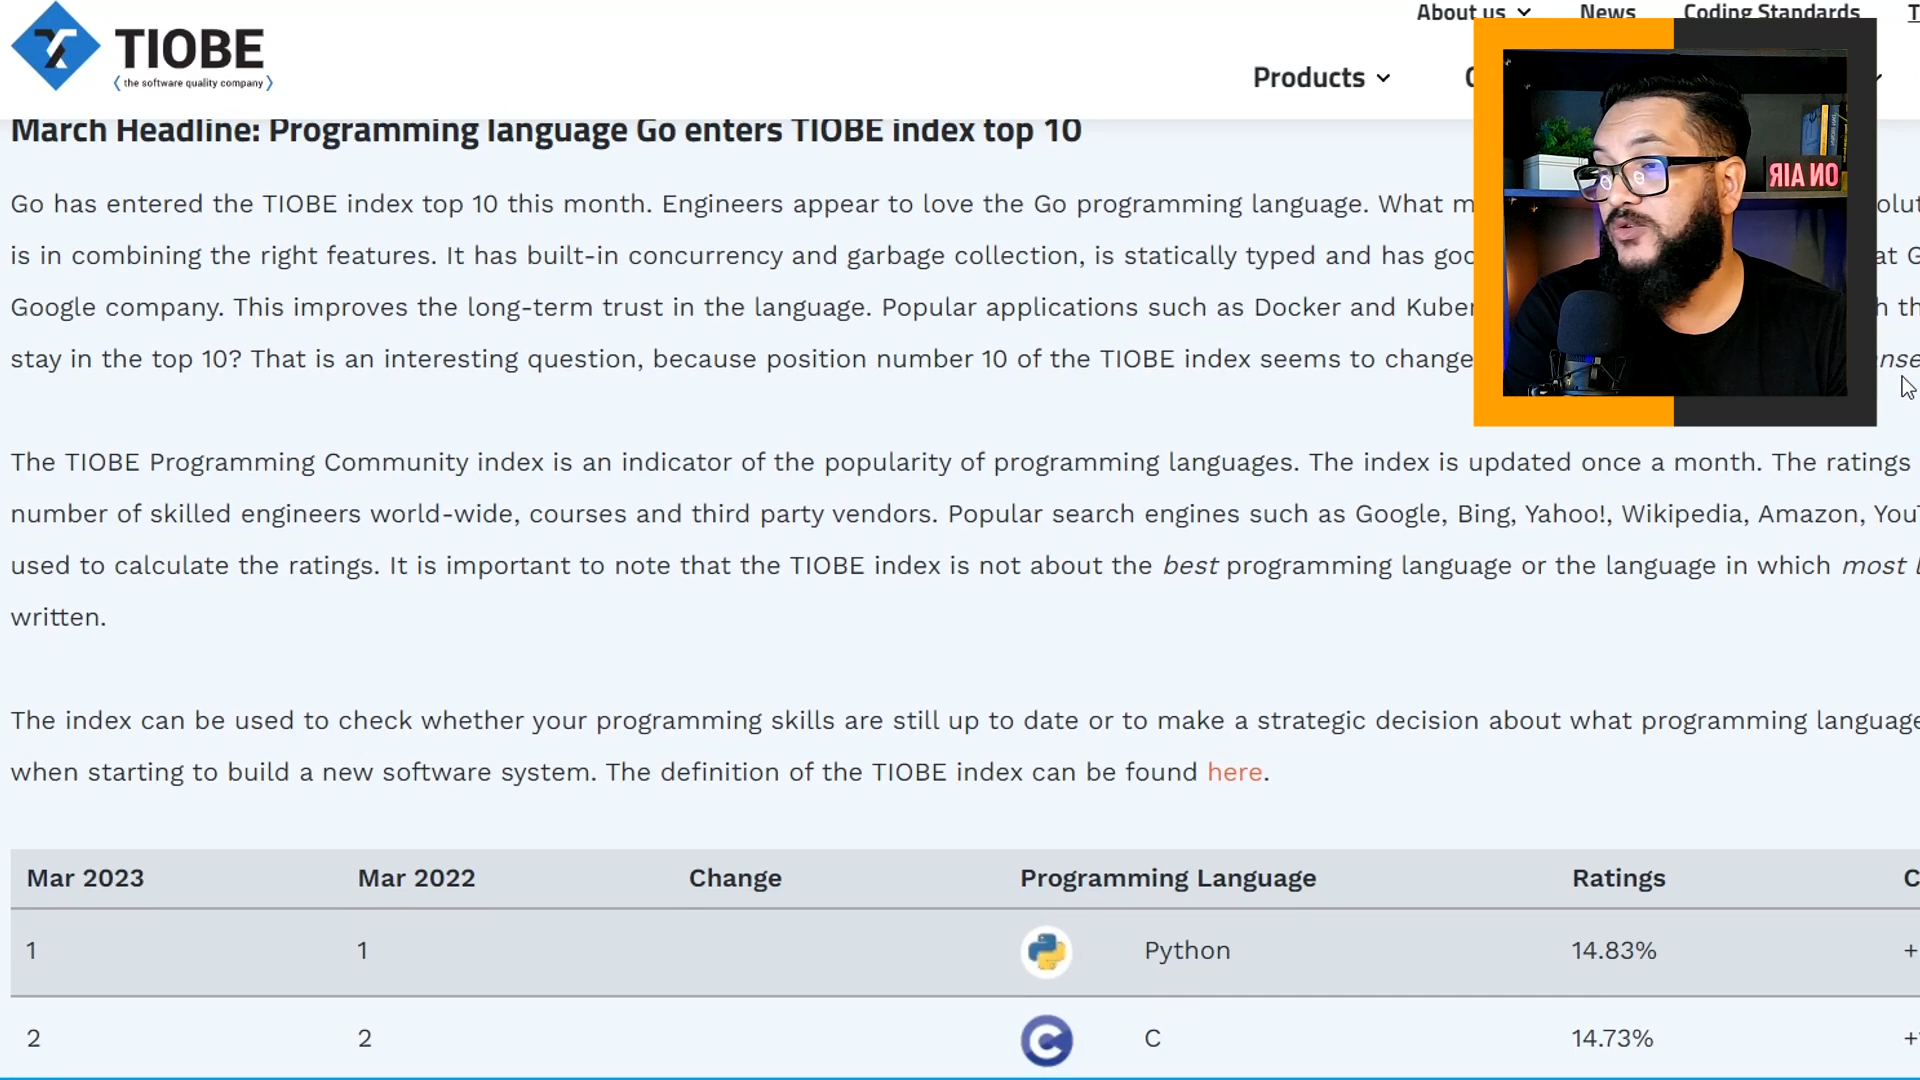 About us News Coding Standards
TIOBE
(the software quality company)
Products
March Headline: Programming language Go enters TIOBE index top 10
Go has entered the TIOBE index top 10 this month. Engineers appear to love the Go programming language. What
is in combining the right features. It has built-in concurrency and garbage collection, is statically typed and has
Google company. This improves the long-term trust in the language. Popular applications such as Docker and
stay in the top 10? That is an interesting question, because position number 10 of the TIOBE index seems to change
ON AIR
The TIOBE Programming Community index is an indicator of the popularity of programming languages. The index is updated once a month. The ratings
number of skilled engineers world-wide, courses and third party vendors. Popular search engines such as Google, Bing, Yahoo!, Wikipedia, Amazon,
used to calculate the ratings. It is important to note that the TIOBE index is not about the best programming language or the language in which most
written.
The index can be used to check whether your programming skills are still up to date or to make a strategic decision about what programming
when starting to build a new software system. The definition of the TIOBE index can be found here.
Mar 2023 Mar 2022 Change Programming Language Ratings
1 1 Python 14.83% +
2 2 C 14.73% +